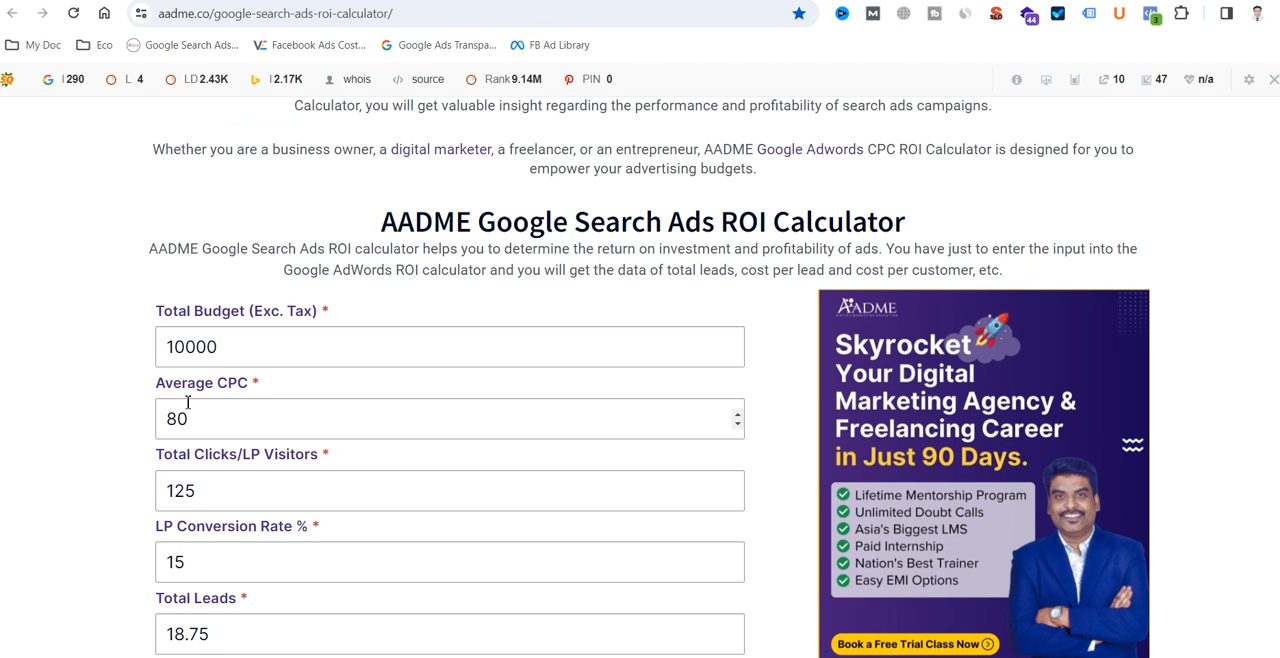 aadme.co/google-search-ads-roi-calculator/
44
3
My Doc Eco Google Search Ads... Facebook Ads Cost... Google Ads Transpa... FB Ad Library
I 290 L 4 LD 2.43K I 2.17K whois source Rank 9.14M PIN 0 10 47 n/a
Calculator, you will get valuable insight regarding the performance and profitability of search ads campaigns.
Whether you are a business owner, a digital marketer, a freelancer, or an entrepreneur, AADME Google Adwords CPC ROI Calculator is designed for you to
empower your advertising budgets.
AADME Google Search Ads ROI Calculator
AADME Google Search Ads ROI calculator helps you to determine the return on investment and profitability of ads. You have just to enter the input into the
Google AdWords ROI calculator and you will get the data of total leads, cost per lead and cost per customer, etc.
Total Budget (Exc. Tax) *
10000
Average CPC *
80
Total Clicks/LP Visitors *
125
LP Conversion Rate % *
15
Total Leads *
18.75
AADME
Skyrocket
Your Digital
Marketing Agency &
Freelancing Career
in Just 90 Days.
Lifetime Mentorship Program
Unlimited Doubt Calls
Asia's Biggest LMS
Paid Internship
Nation's Best Trainer
Easy EMI Options
Book a Free Trial Class Now